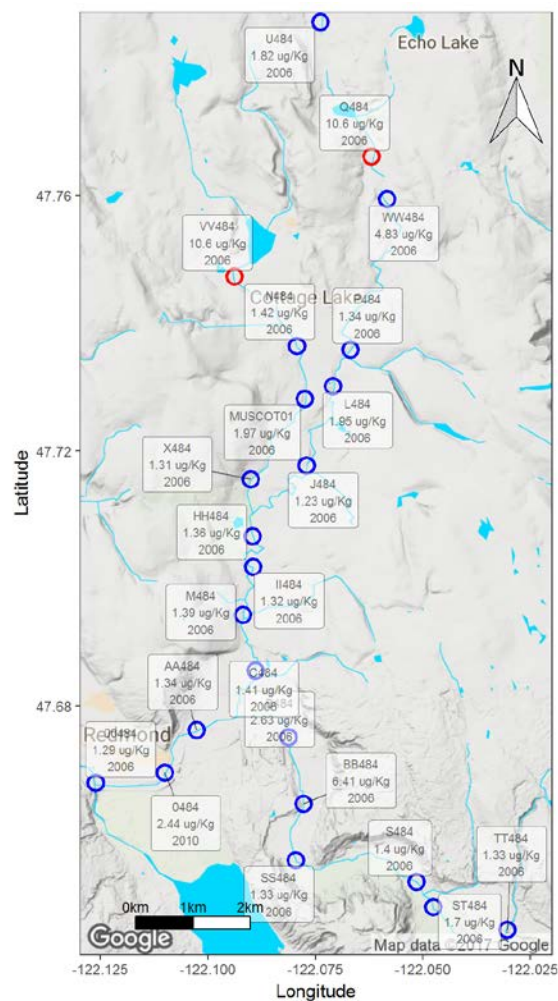 U484
1.82 ug/Kg
2006
Echo Lake
N
Q484
10.6 ug/Kg
2006
47.76
WW484
4.83 ug/Kg
2006
VV484
10.6 ug/Kg
2006
Cottage Lake
N484
1.42 ug/Kg
2006
P484
1.34 ug/Kg
2006
MUSCOT01
1.97 ug/Kg
2006
L484
1.95 ug/Kg
2006
47.72
X484
1.31 ug/Kg
2006
J484
1.23 ug/Kg
2006
Latitude
HH484
1.36 ug/Kg
2006
II484
1.32 ug/Kg
2006
M484
1.39 ug/Kg
2006
AA484
1.34 ug/Kg
2006
C484
1.41 ug/Kg
2006
2.63 ug/Kg
2006
47.68
Redmond
1.29 ug/Kg
2006
BB484
6.41 ug/Kg
2006
0484
2.44 ug/Kg
2010
S484
1.4 ug/Kg
2006
TT484
1.33 ug/Kg
2006
SS484
1.33 ug/Kg
2006
ST484
1.7 ug/Kg
2006
0km 1km 2km
Google
Map data ©2017 Google
-122.125 -122.100 -122.075 -122.050 -122.025
Longitude